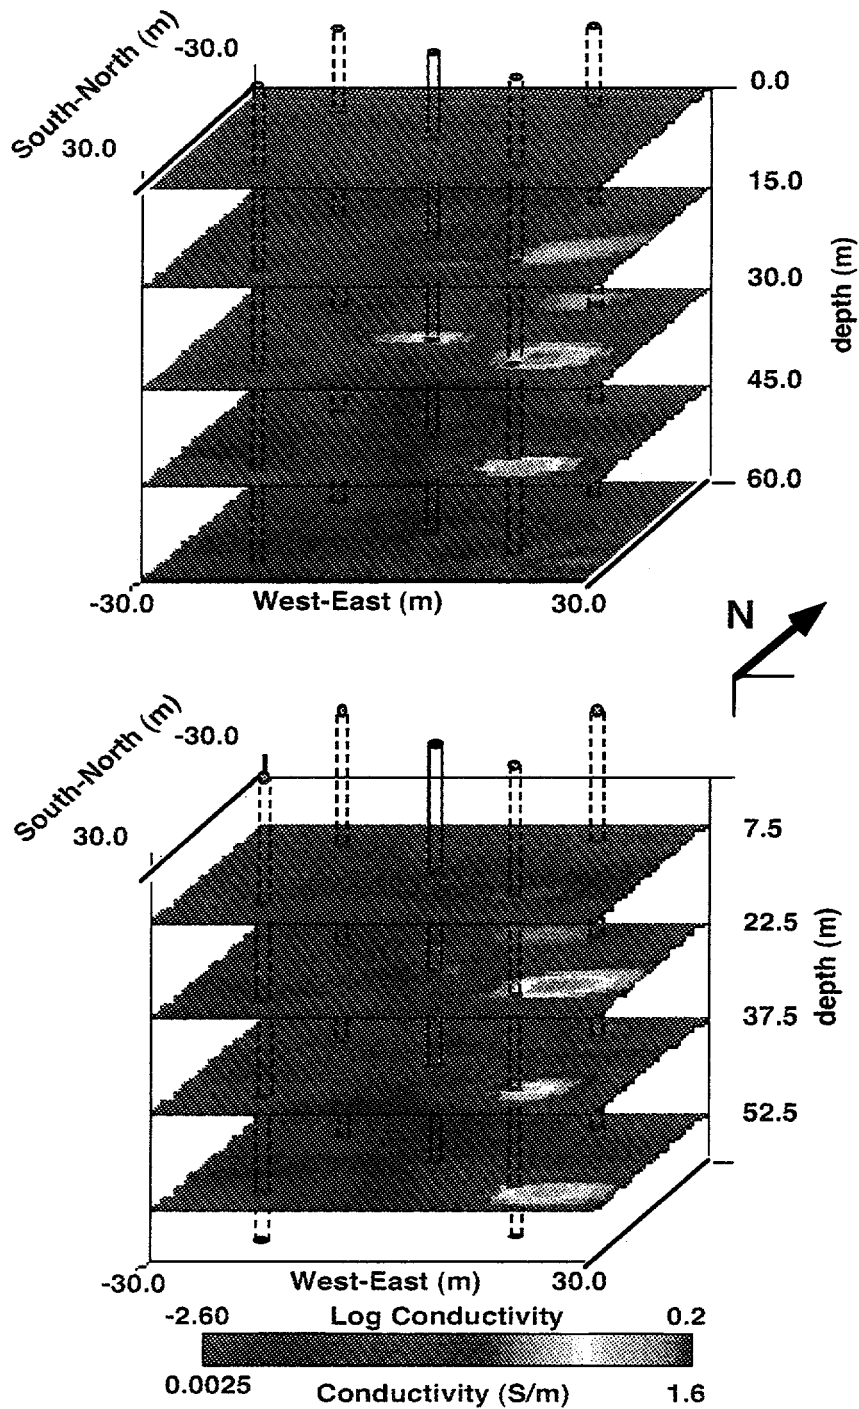 South-North (m)
-30.0
30.0
0.0
15.0
30.0
45.0
60.0
depth (m)
-30.0
West-East (m)
30.0
N
South-North (m)
-30.0
30.0
7.5
22.5
37.5
52.5
depth (m)
-30.0
West-East (m)
30.0
-2.60
Log Conductivity
0.2
0.0025
Conductivity (S/m)
1.6